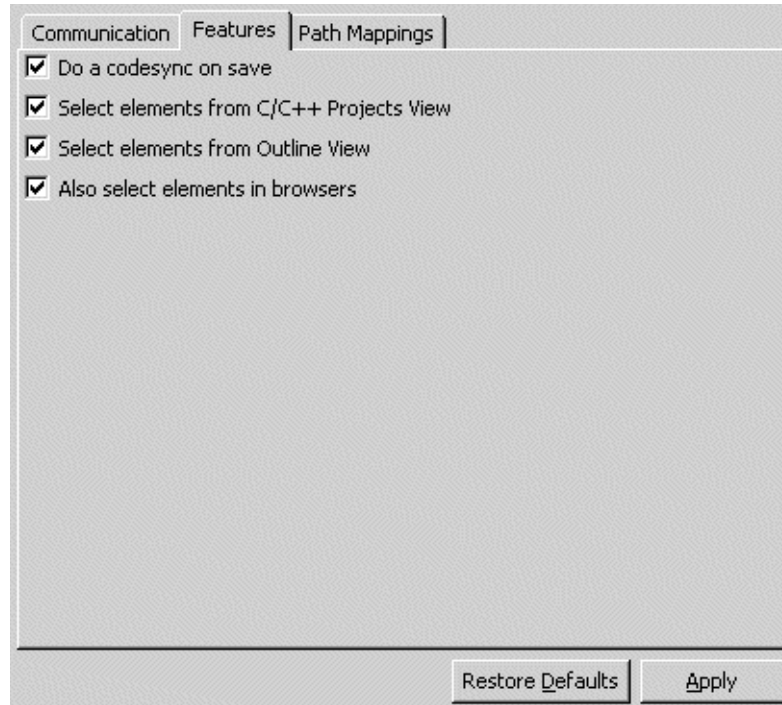 Communication Features Path Mappings
Do a codesync on save
Select elements from C/C++ Projects View
Select elements from Outline View
Also select elements in browsers
Restore Defaults Apply